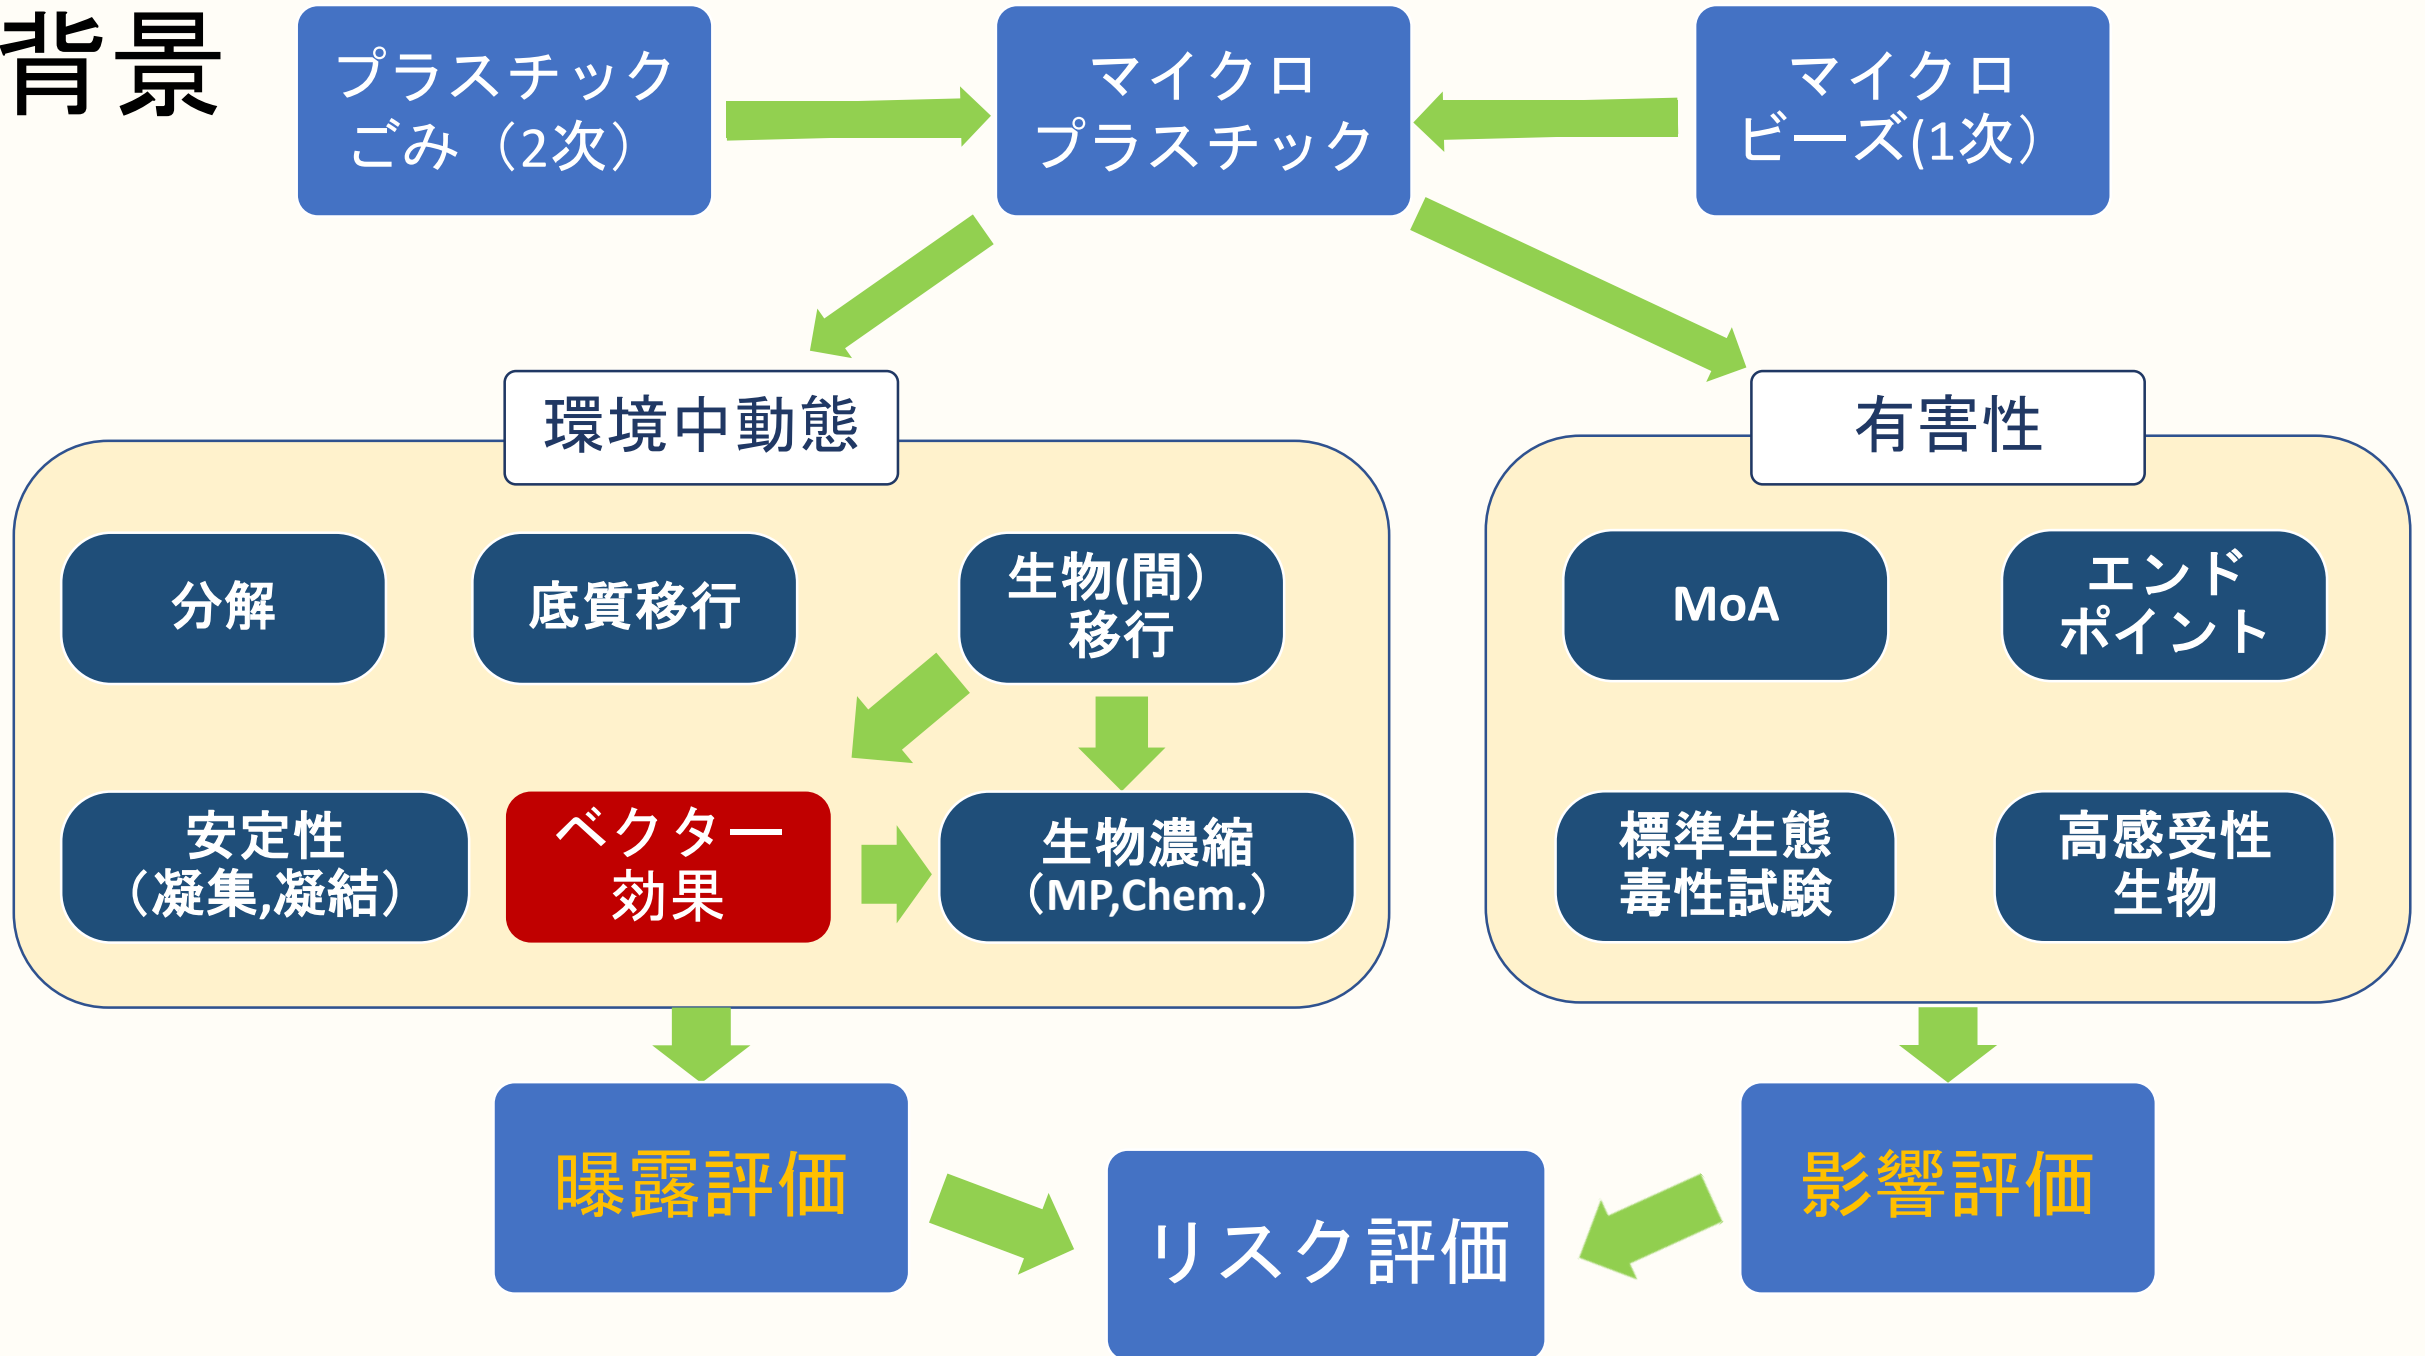 背景
プラスチック
ごみ（2次）
マイクロ
プラスチック
マイクロ
ビーズ(1次）
環境中動態
有害性
分解
底質移行
生物(間）
移行
MoA
エンド
ポイント
安定性
（凝集,凝結）
ベクター
効果
生物濃縮
（MP,Chem.）
標準生態
毒性試験
高感受性
生物
曝露評価
リスク評価
影響評価